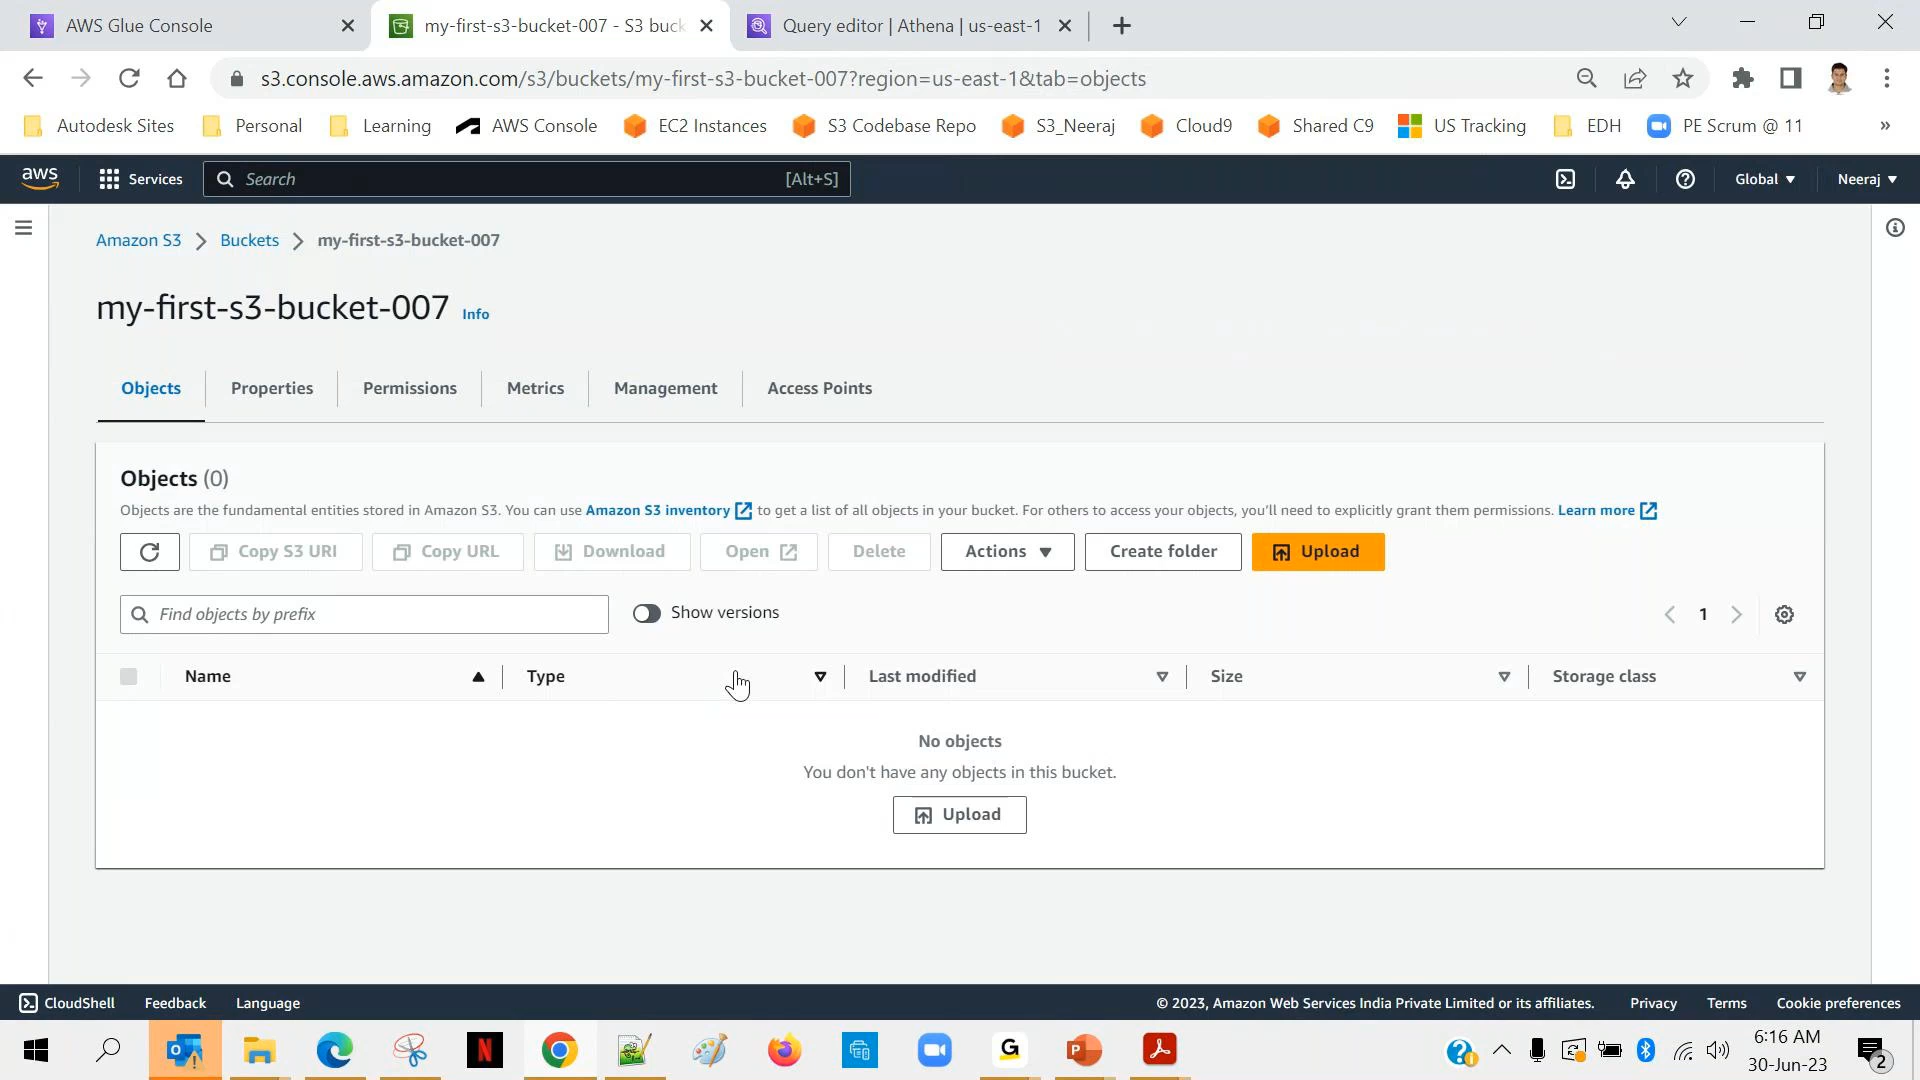 AWS Glue Console
my-first-s3-bucket-007 - S3 buck
Query editor | Athena | us-east-1
s3.console.aws.amazon.com/s3/buckets/my-first-s3-bucket-007?region=us-east-1&tab=objects
Autodesk Sites Personal Learning AWS Console EC2 Instances S3 Codebase Repo S3_Neeraj Cloud9 Shared C9 US Tracking EDH PE Scrum @ 11 »
aws Services Search [Alt+S] Global Neeraj
Amazon S3 Buckets my-first-s3-bucket-007
my-first-s3-bucket-007 Info
Objects Properties Permissions Metrics Management Access Points
Objects (0)
Objects are the fundamental entities stored in Amazon S3. You can use Amazon S3 inventory to get a list of all objects in your bucket. For others to access your objects, you'll need to explicitly grant them permissions. Learn more
Copy S3 URI Copy URL Download Open Delete Actions Create folder Upload
Find objects by prefix Show versions 1
Name Type Last modified Size Storage class
No objects
You don't have any objects in this bucket.
Upload
CloudShell Feedback Language © 2023, Amazon Web Services India Private Limited or its affiliates. Privacy Terms Cookie preferences
N G P 6:16 AM
30-Jun-23 2